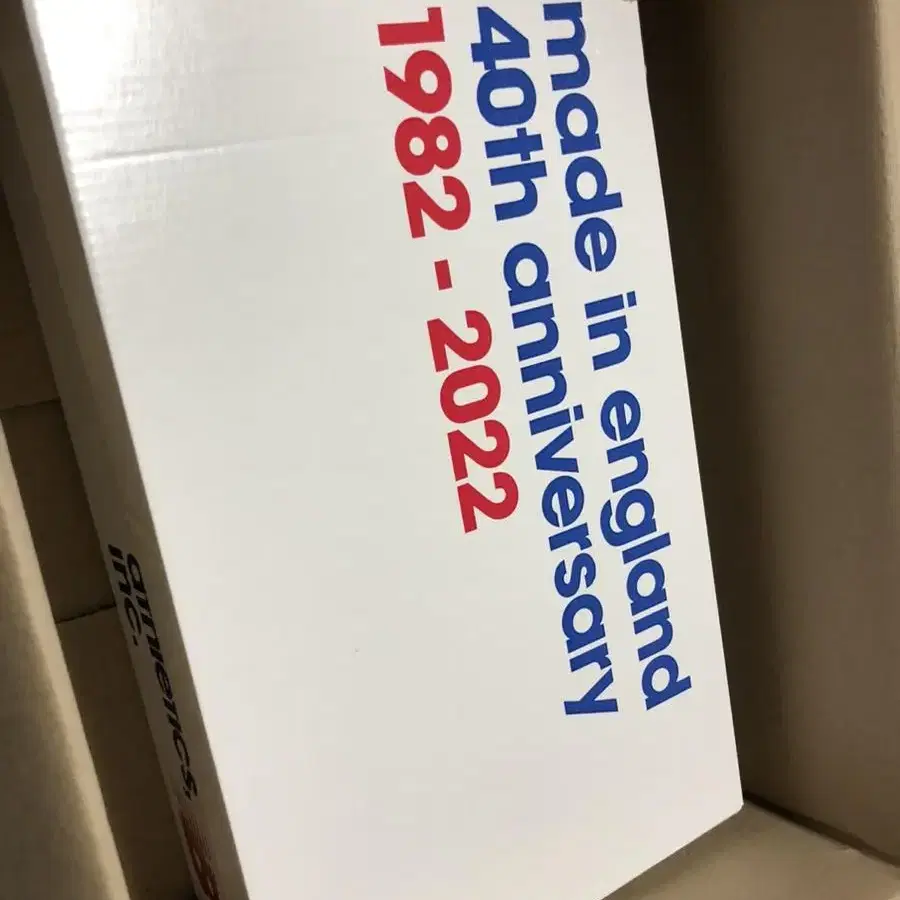 made in england
40th anniversary
1982 - 2022
athletics,
inc.